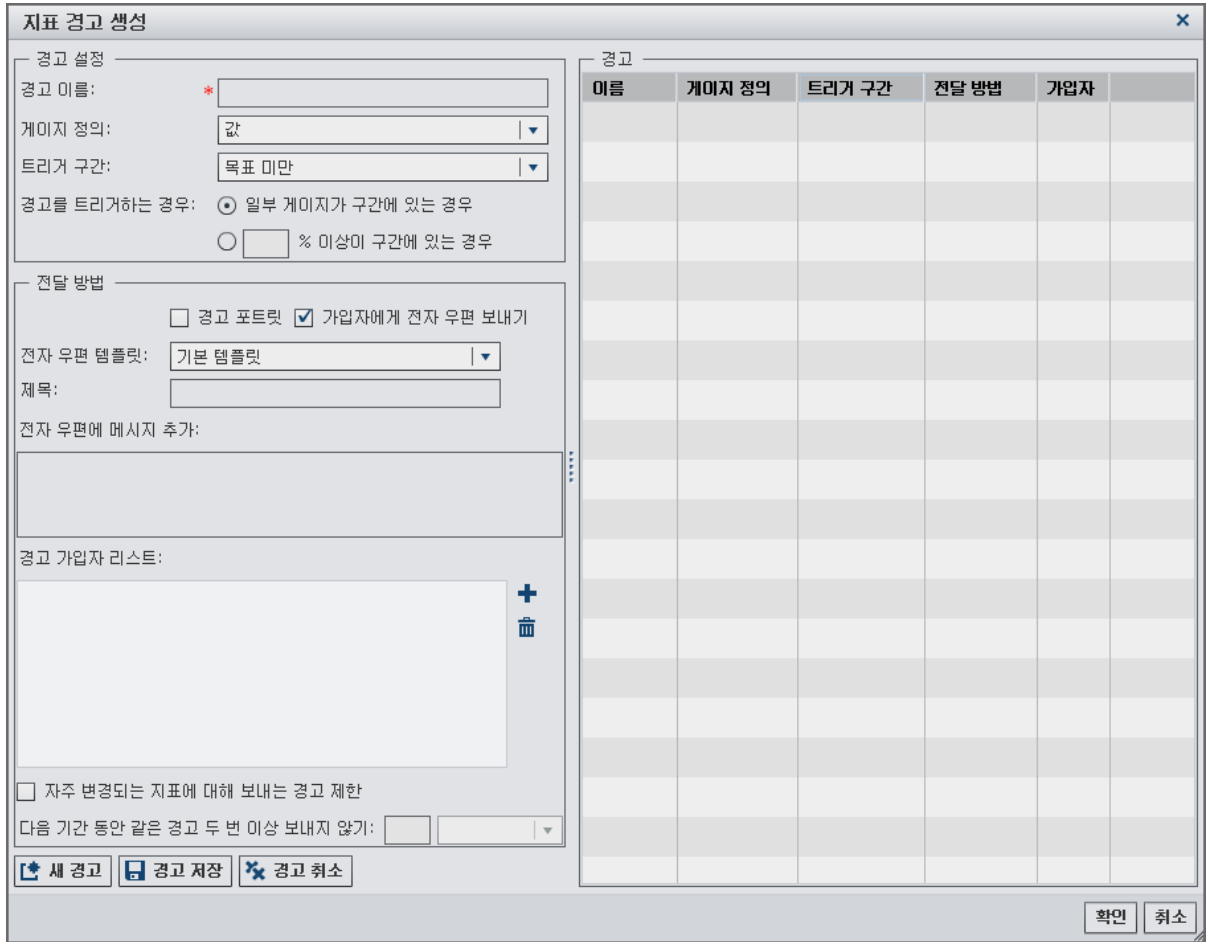 지표 경고 생성
경고 설정
경고 이름: *
게이지 정의: 값
트리거 구간: 목표 미만
경고를 트리거하는 경우: 일부 게이지가 구간에 있는 경우
% 이상이 구간에 있는 경우
전달 방법
경고 포트릿 가입자에게 전자 우편 보내기
전자 우편 템플릿: 기본 템플릿
제목:
전자 우편에 메시지 추가:
경고 가입자 리스트:
자주 변경되는 지표에 대해 보내는 경고 제한
다음 기간 동안 같은 경고 두 번 이상 보내지 않기:
새 경고 경고 저장 경고 취소
경고
이름 게이지 정의 트리거 구간 전달 방법 가입자
확인 취소